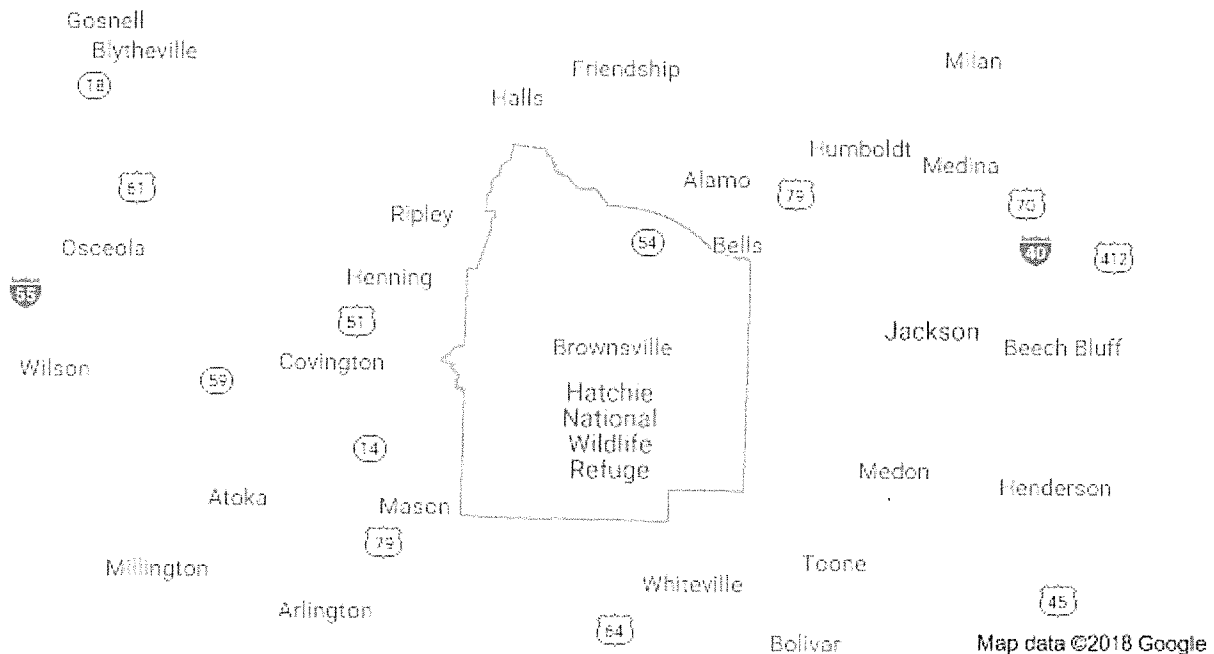 Gosnell
Blytheville
18
Friendship
Milan
Halls
Humboldt
Medina
Alamo
61
79
70
Ripley
54
Bells
40
412
Osceola
Henning
55
51
Jackson
Brownsville
Beech Bluff
Covington
Wilson
59
Hatchie
National
Wildlife
Refuge
14
Medon
Henderson
Atoka
Mason
79
Millington
Toone
Whiteville
Arlington
45
64
Bolivar
Map data ©2018 Google